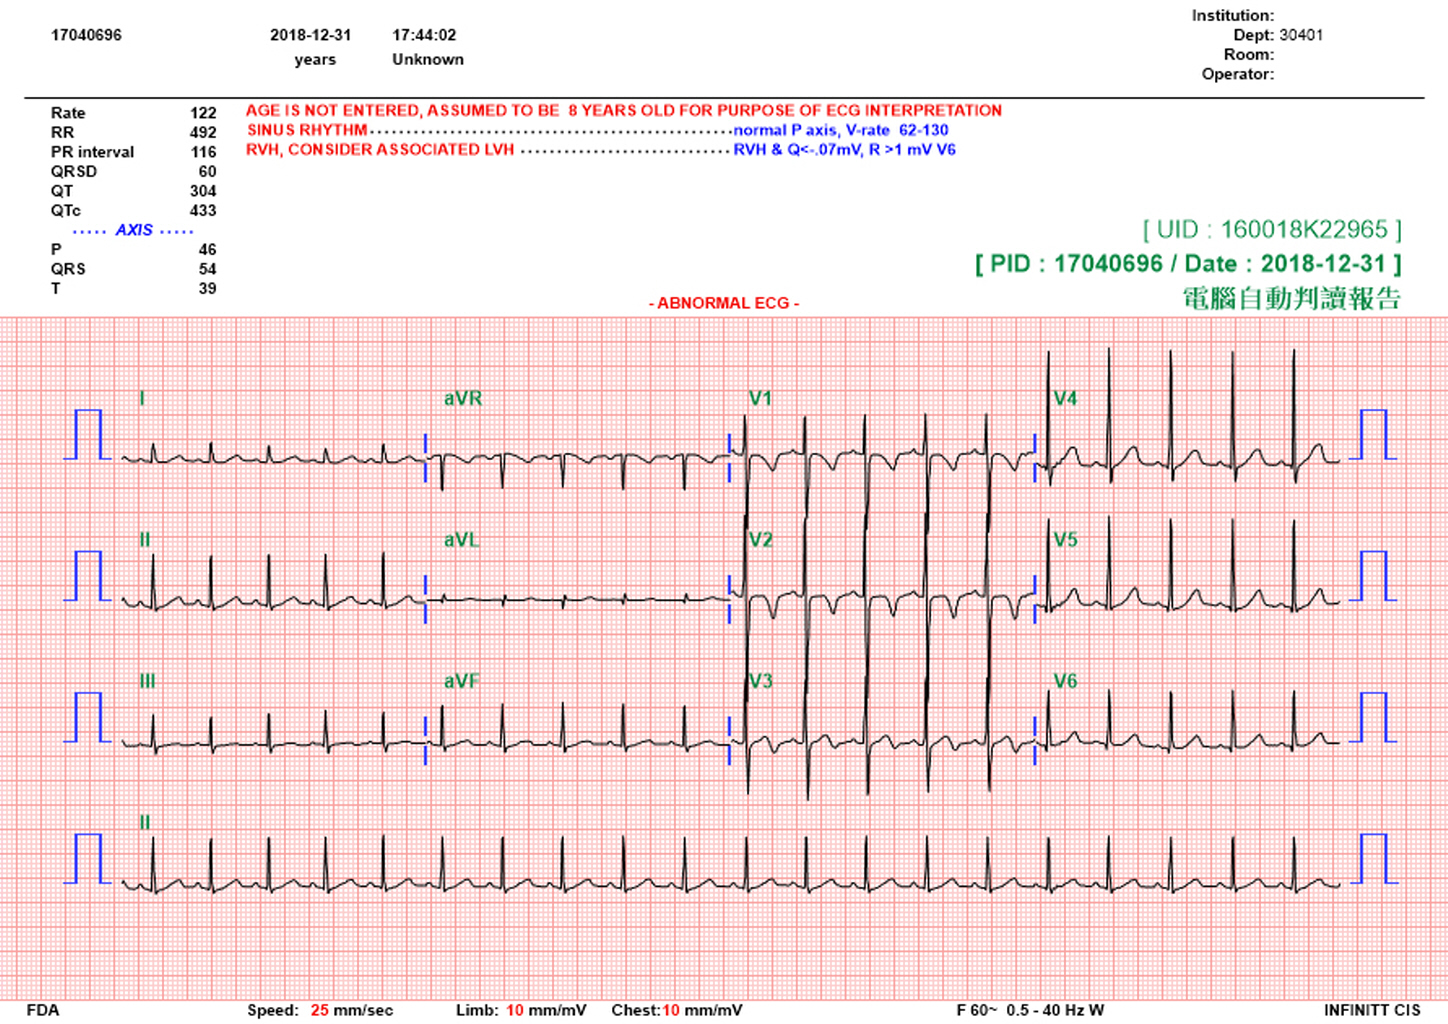 Institution:
17040696 2018-12-31 17:44:02 Dept: 30401
years Unknown Room:
Operator:
Rate 122 AGE IS NOT ENTERED, ASSUMED TO BE 8 YEARS OLD FOR PURPOSE OF ECG INTERPRETATION
RR 492 SINUS RHYTHM...............................................normal P axis, V-rate 62-130
PR interval 116 RVH, CONSIDER ASSOCIATED LVH ...........................RVH & Q<-.07mV, R >1 mV V6
QRSD 60
QT 304
QTc 433
····· AXIS ·····
P 46
QRS 54
T 39
[ UID : 160018K22965 ]
[ PID : 17040696 / Date : 2018-12-31 ]
電腦自動判讀報告
- ABNORMAL ECG -
I aVR V1 V4
II aVL V2 V5
III aVF V3 V6
II
FDA Speed: 25 mm/sec Limb: 10 mm/mV Chest:10 mm/mV F 60~ 0.5 - 40 Hz W INFINITT CIS